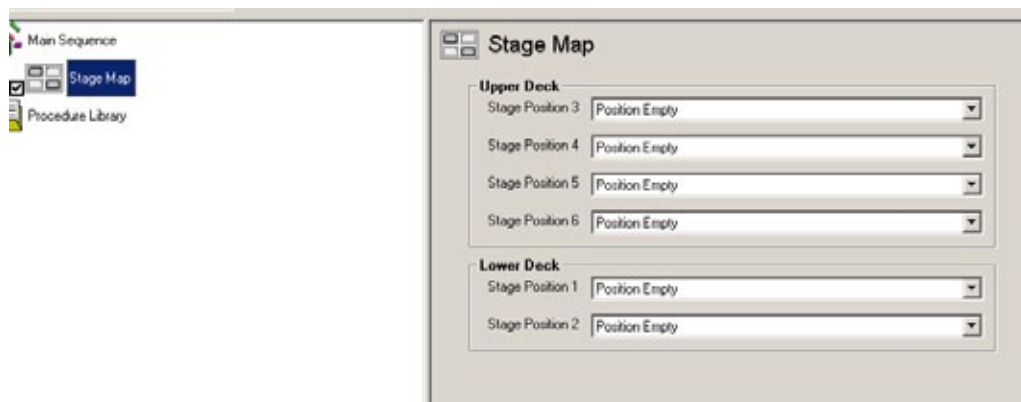 Main Sequence
Stage Map
Procedure Library
Stage Map
Upper Deck
Stage Position 3 Position Empty
Stage Position 4 Position Empty
Stage Position 5 Position Empty
Stage Position 6 Position Empty
Lower Deck
Stage Position 1 Position Empty
Stage Position 2 Position Empty